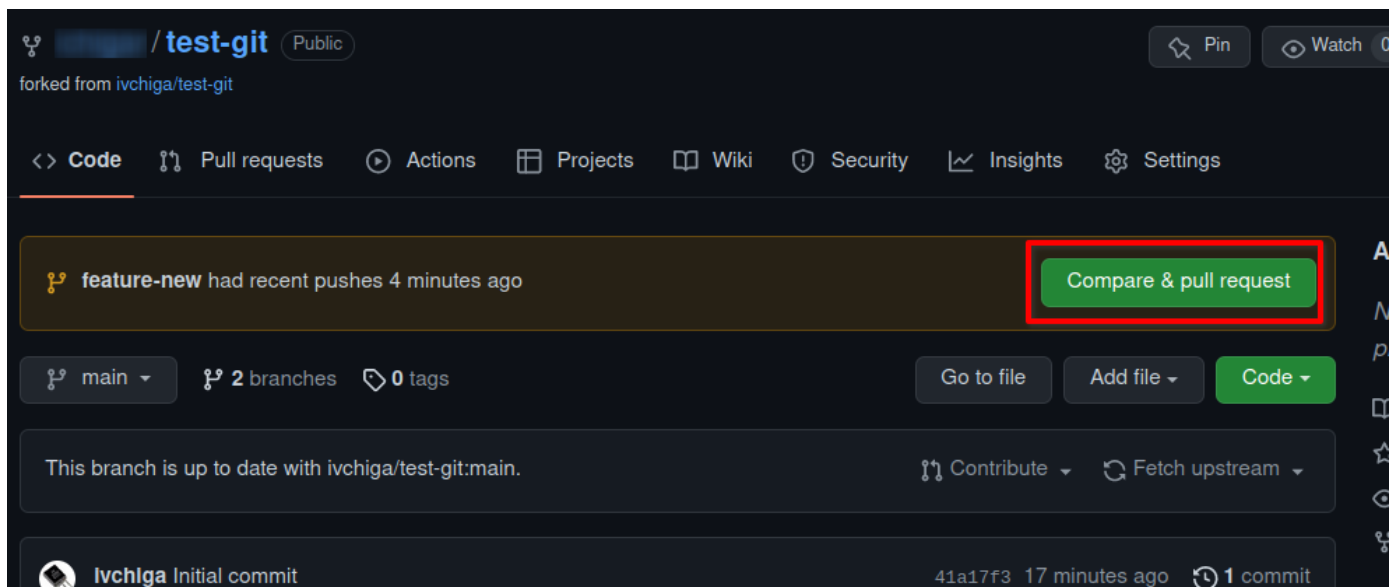 / test-git Public
Pin
Watch 0
forked from ivchiga/test-git
Code
Pull requests
Actions
Projects
Wiki
Security
Insights
Settings
feature-new had recent pushes 4 minutes ago
Compare & pull request
main
2 branches
0 tags
Go to file
Add file
Code
This branch is up to date with ivchiga/test-git:main.
Contribute
Fetch upstream
ivchiga Initial commit
41a17f3 17 minutes ago
1 commit